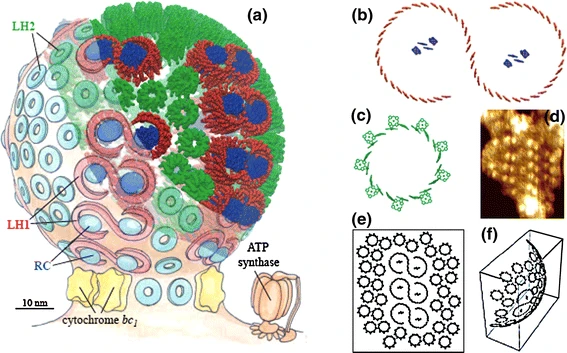 (a)
LH2
LH1
RC
10 nm
cytochrome bc₁
ATP
synthase
(b)
(c)
(d)
(e)
(f)